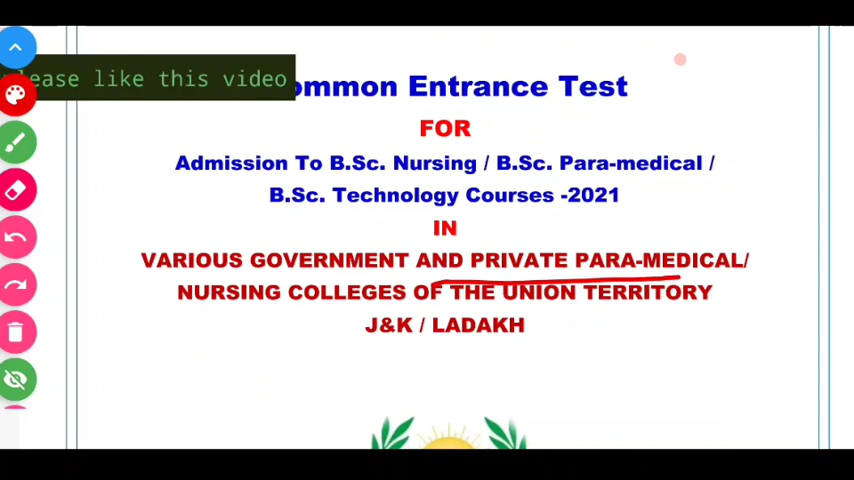 lease like this video
ommon Entrance Test
FOR
Admission To B.Sc. Nursing / B.Sc. Para-medical /
B.Sc. Technology Courses -2021
IN
VARIOUS GOVERNMENT AND PRIVATE PARA-MEDICAL/
NURSING COLLEGES OF THE UNION TERRITORY
J&K / LADAKH